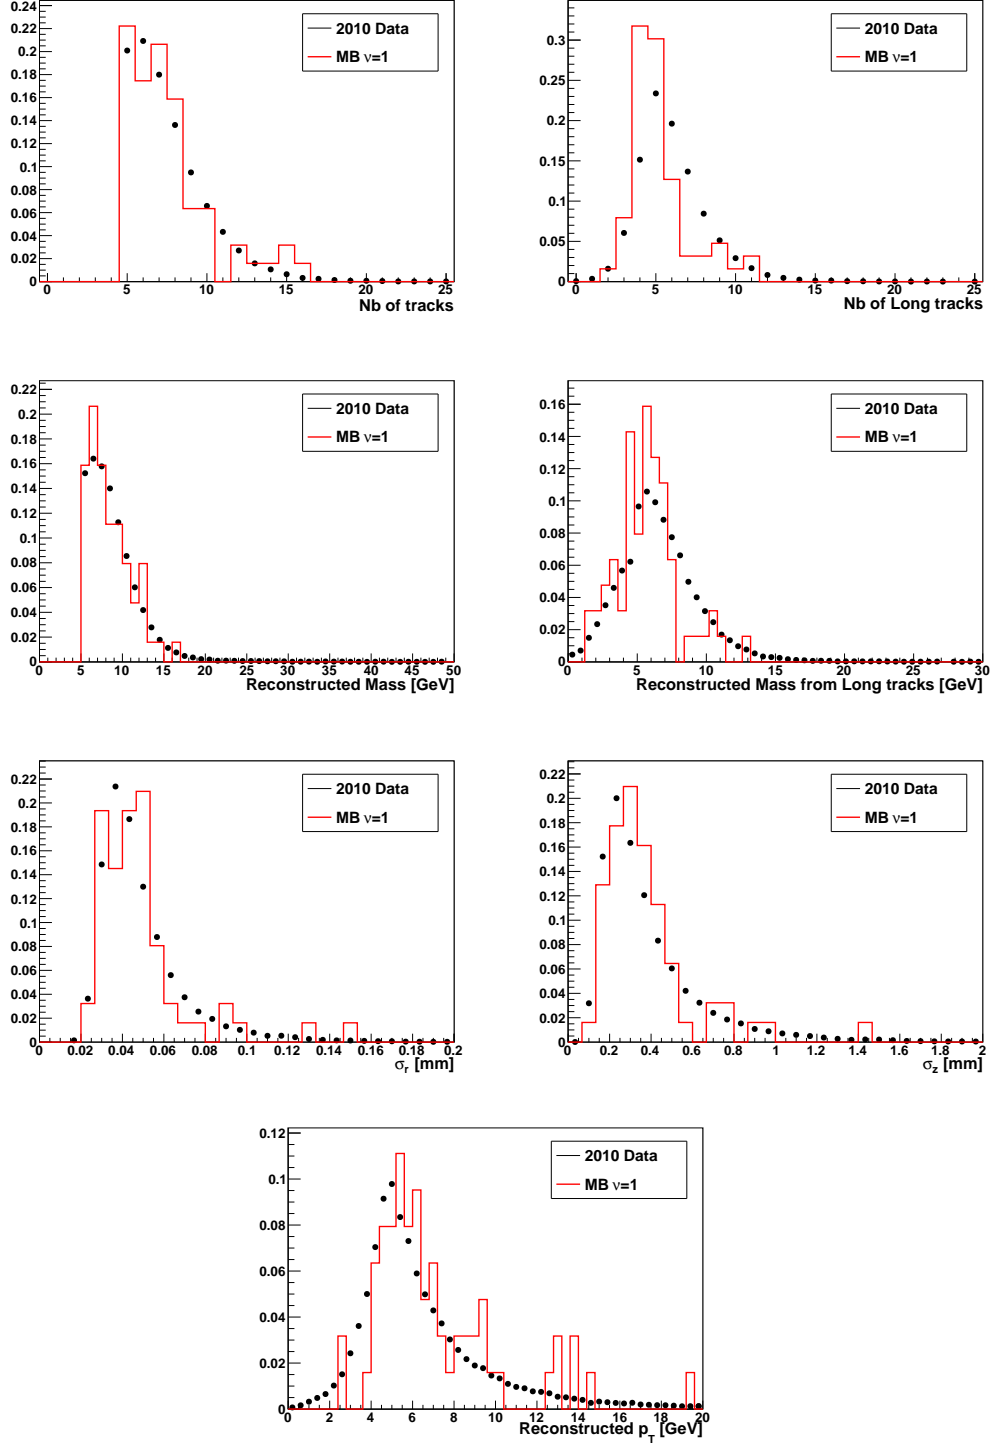 0.24
0.22
0.2
0.18
0.16
0.14
0.12
0.1
0.08
0.06
0.04
0.02
0
0 5 10 15 20 25
Nb of tracks
2010 Data
MB ν=1
0.3
0.25
0.2
0.15
0.1
0.05
0
0 5 10 15 20 25
Nb of Long tracks
2010 Data
MB ν=1
0.22
0.2
0.18
0.16
0.14
0.12
0.1
0.08
0.06
0.04
0.02
0
0 5 10 15 20 25 30 35 40 45 50
Reconstructed Mass [GeV]
2010 Data
MB ν=1
0.16
0.14
0.12
0.1
0.08
0.06
0.04
0.02
0
0 5 10 15 20 25 30
Reconstructed Mass from Long tracks [GeV]
2010 Data
MB ν=1
0.22
0.2
0.18
0.16
0.14
0.12
0.1
0.08
0.06
0.04
0.02
0
0 0.02 0.04 0.06 0.08 0.1 0.12 0.14 0.16 0.18 0.2
σr [mm]
2010 Data
MB ν=1
0.22
0.2
0.18
0.16
0.14
0.12
0.1
0.08
0.06
0.04
0.02
0
0 0.2 0.4 0.6 0.8 1 1.2 1.4 1.6 1.8 2
σz [mm]
2010 Data
MB ν=1
0.12
0.1
0.08
0.06
0.04
0.02
0
0 2 4 6 8 10 12 14 16 18 20
Reconstructed pT [GeV]
2010 Data
MB ν=1